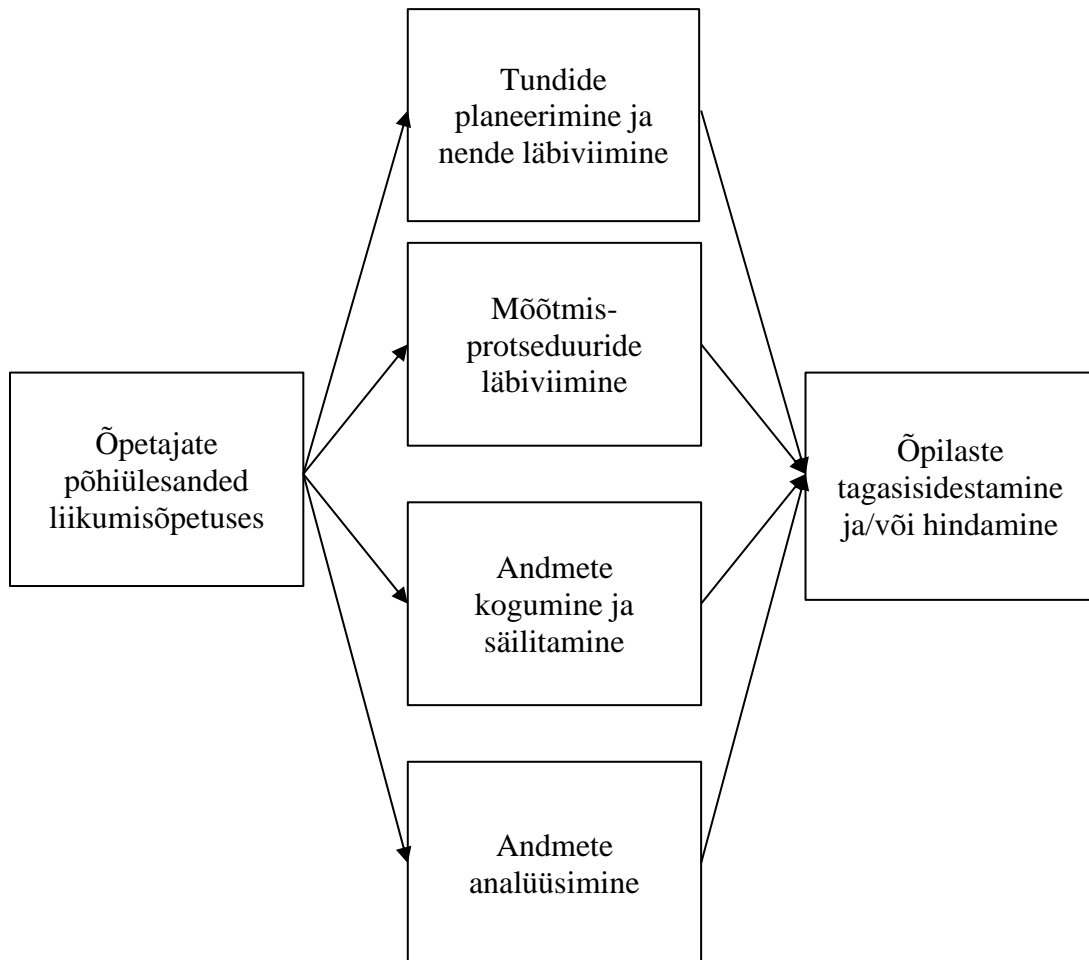 Tundide
planeerimine ja
nende läbiviimine
Mõõtmis-
protseduuride
läbiviimine
Õpetajate
põhiülesanded
liikumisõpetuses
Õpilaste
tagasisidestamine
ja/või hindamine
Andmete
kogumine ja
säilitamine
Andmete
analüüsimine